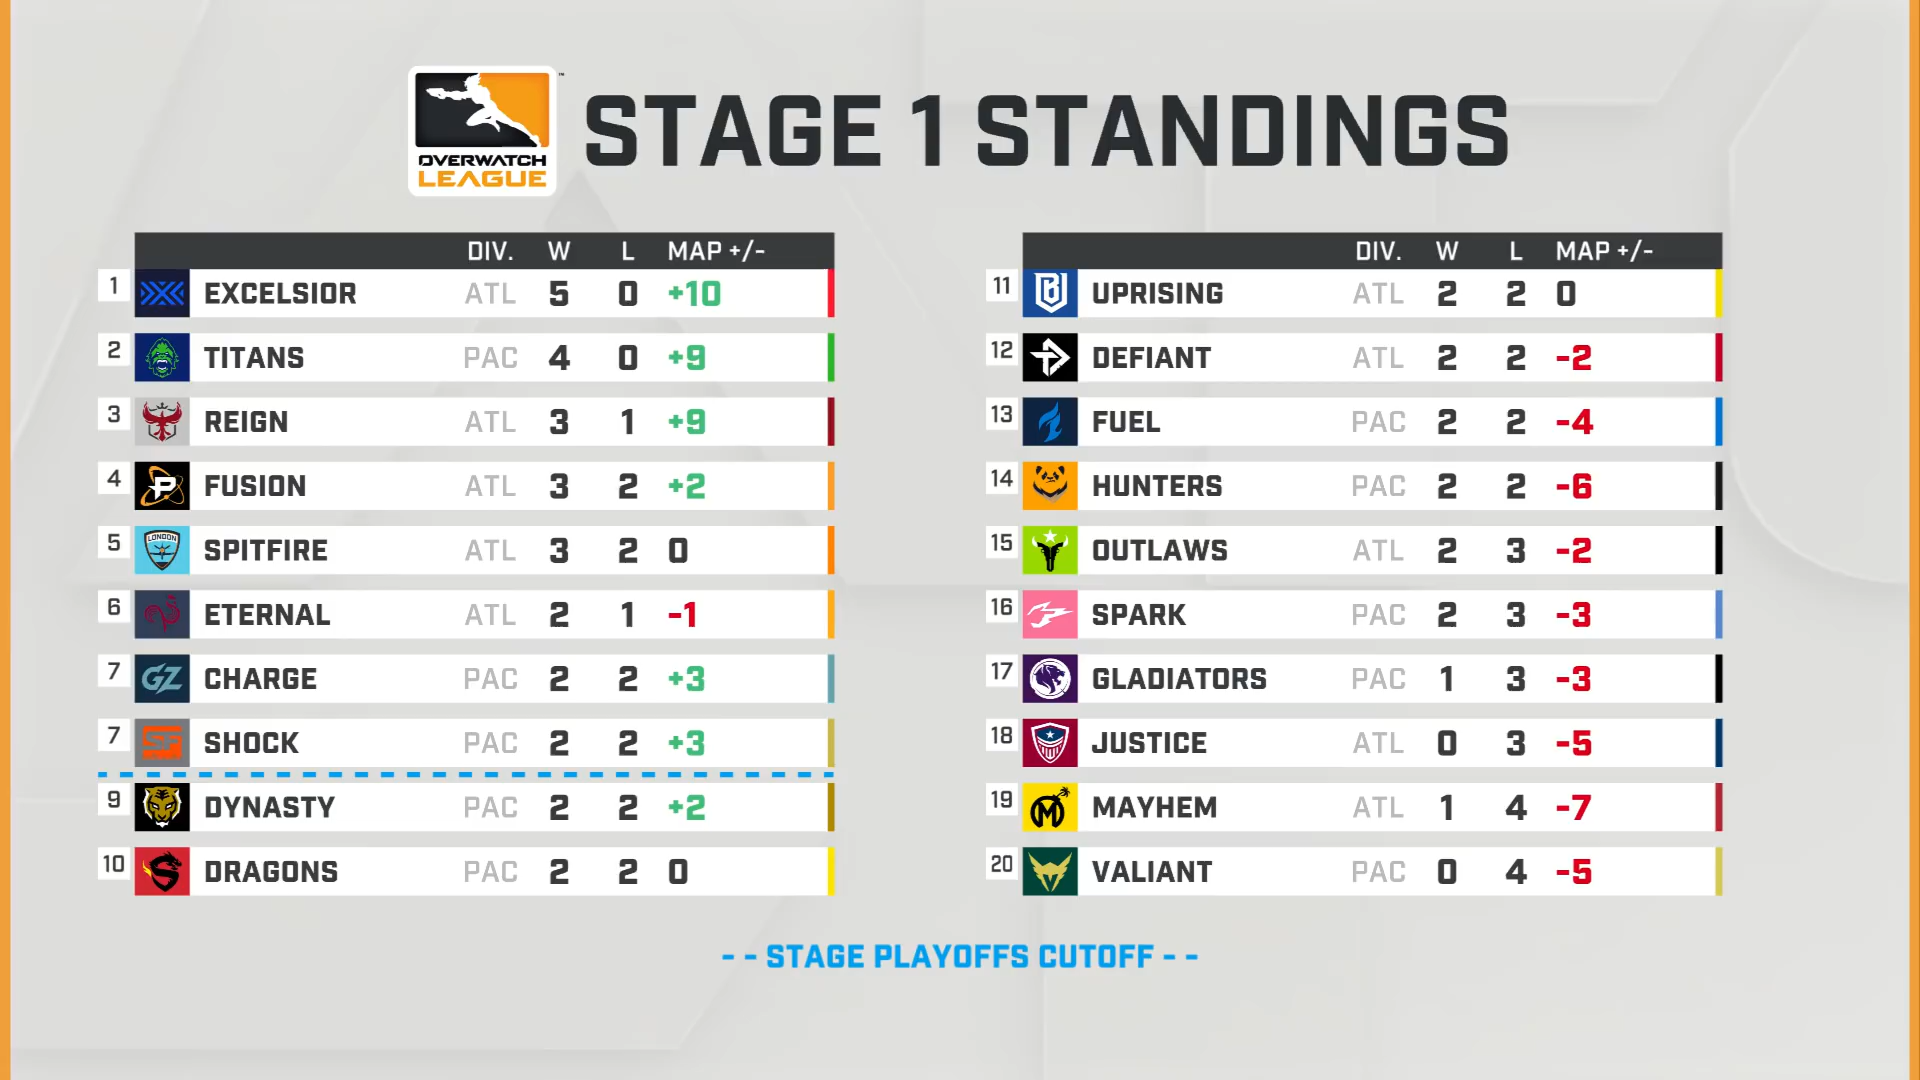 OVERWATCH
LEAGUE
™
STAGE 1 STANDINGS
DIV. W L MAP +/-
1 EXCELSIOR ATL 5 0 +10
2 TITANS PAC 4 0 +9
3 REIGN ATL 3 1 +9
4 FUSION ATL 3 2 +2
5 LONDON SPITFIRE ATL 3 2 0
6 ETERNAL ATL 2 1 -1
7 GZ CHARGE PAC 2 2 +3
7 SF SHOCK PAC 2 2 +3
9 DYNASTY PAC 2 2 +2
10 DRAGONS PAC 2 2 0
DIV. W L MAP +/-
11 B UPRISING ATL 2 2 0
12 DEFIANT ATL 2 2 -2
13 FUEL PAC 2 2 -4
14 HUNTERS PAC 2 2 -6
15 OUTLAWS ATL 2 3 -2
16 SPARK PAC 2 3 -3
17 GLADIATORS PAC 1 3 -3
18 JUSTICE ATL 0 3 -5
19 M MAYHEM ATL 1 4 -7
20 VALIANT PAC 0 4 -5
- - STAGE PLAYOFFS CUTOFF - -